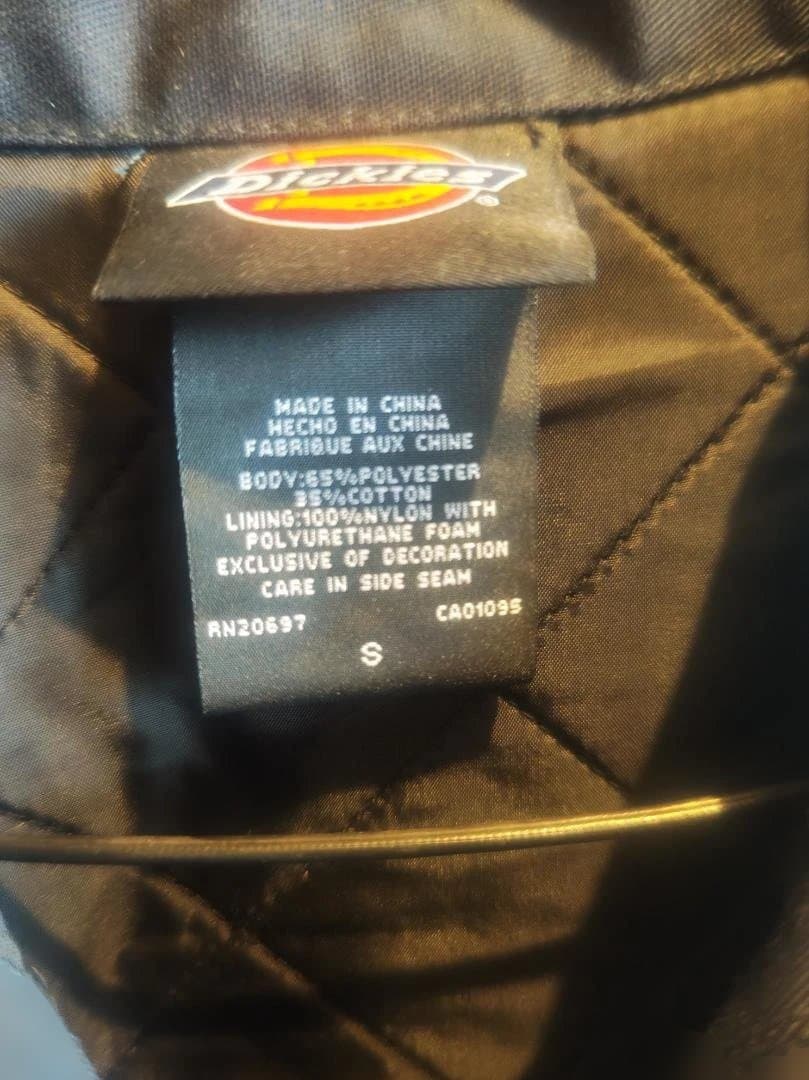 Dickies
®
MADE IN CHINA
HECHO EN CHINA
FABRIQUE AUX CHINE
BODY:65%POLYESTER
35%COTTON
LINING:100%NYLON WITH
POLYURETHANE FOAM
EXCLUSIVE OF DECORATION
CARE IN SIDE SEAM
RN20697 CA01095
S